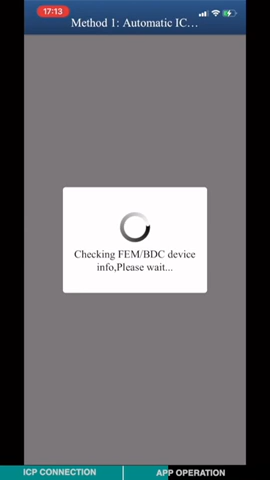 17:13
Method 1: Automatic IC...
Checking FEM/BDC device
info,Please wait...
ICP CONNECTION
APP OPERATION